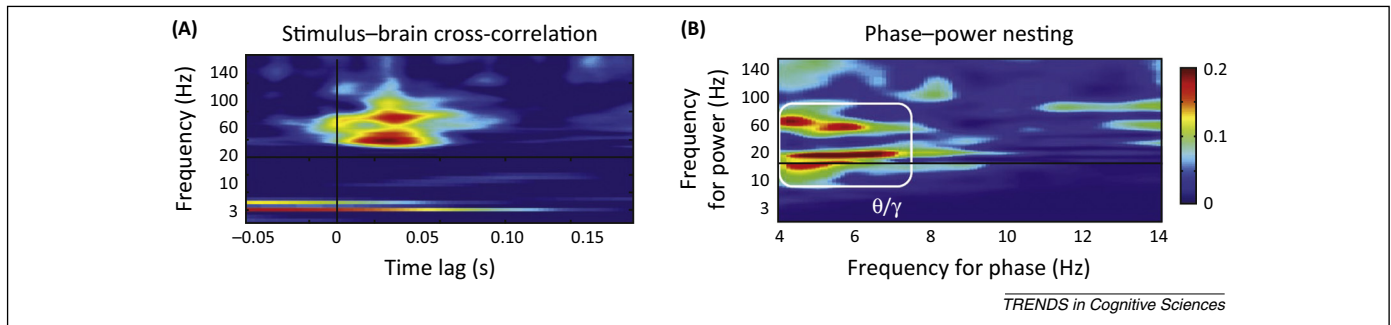 (A) Stimulus–brain cross-correlation
Frequency (Hz)
140
100
60
20
10
3
–0.05 0 0.05 0.10 0.15
Time lag (s)
(B) Phase–power nesting
Frequency
for power (Hz)
140
100
60
20
10
3
θ/γ
4 6 8 10 12 14
Frequency for phase (Hz)
0.2
0.1
0
TRENDS in Cognitive Sciences